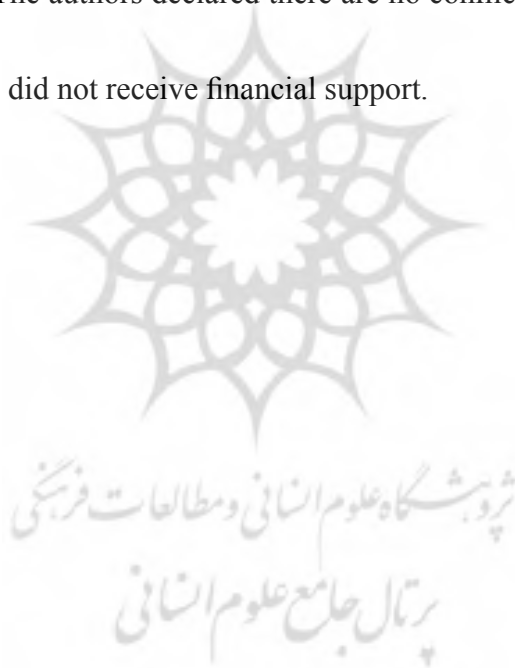 The authors declared there are no conflic
did not receive financial support.
پژوهشگاه علوم انسانی و مطالعات فرهنگی
پرتال جامع علوم انسانی